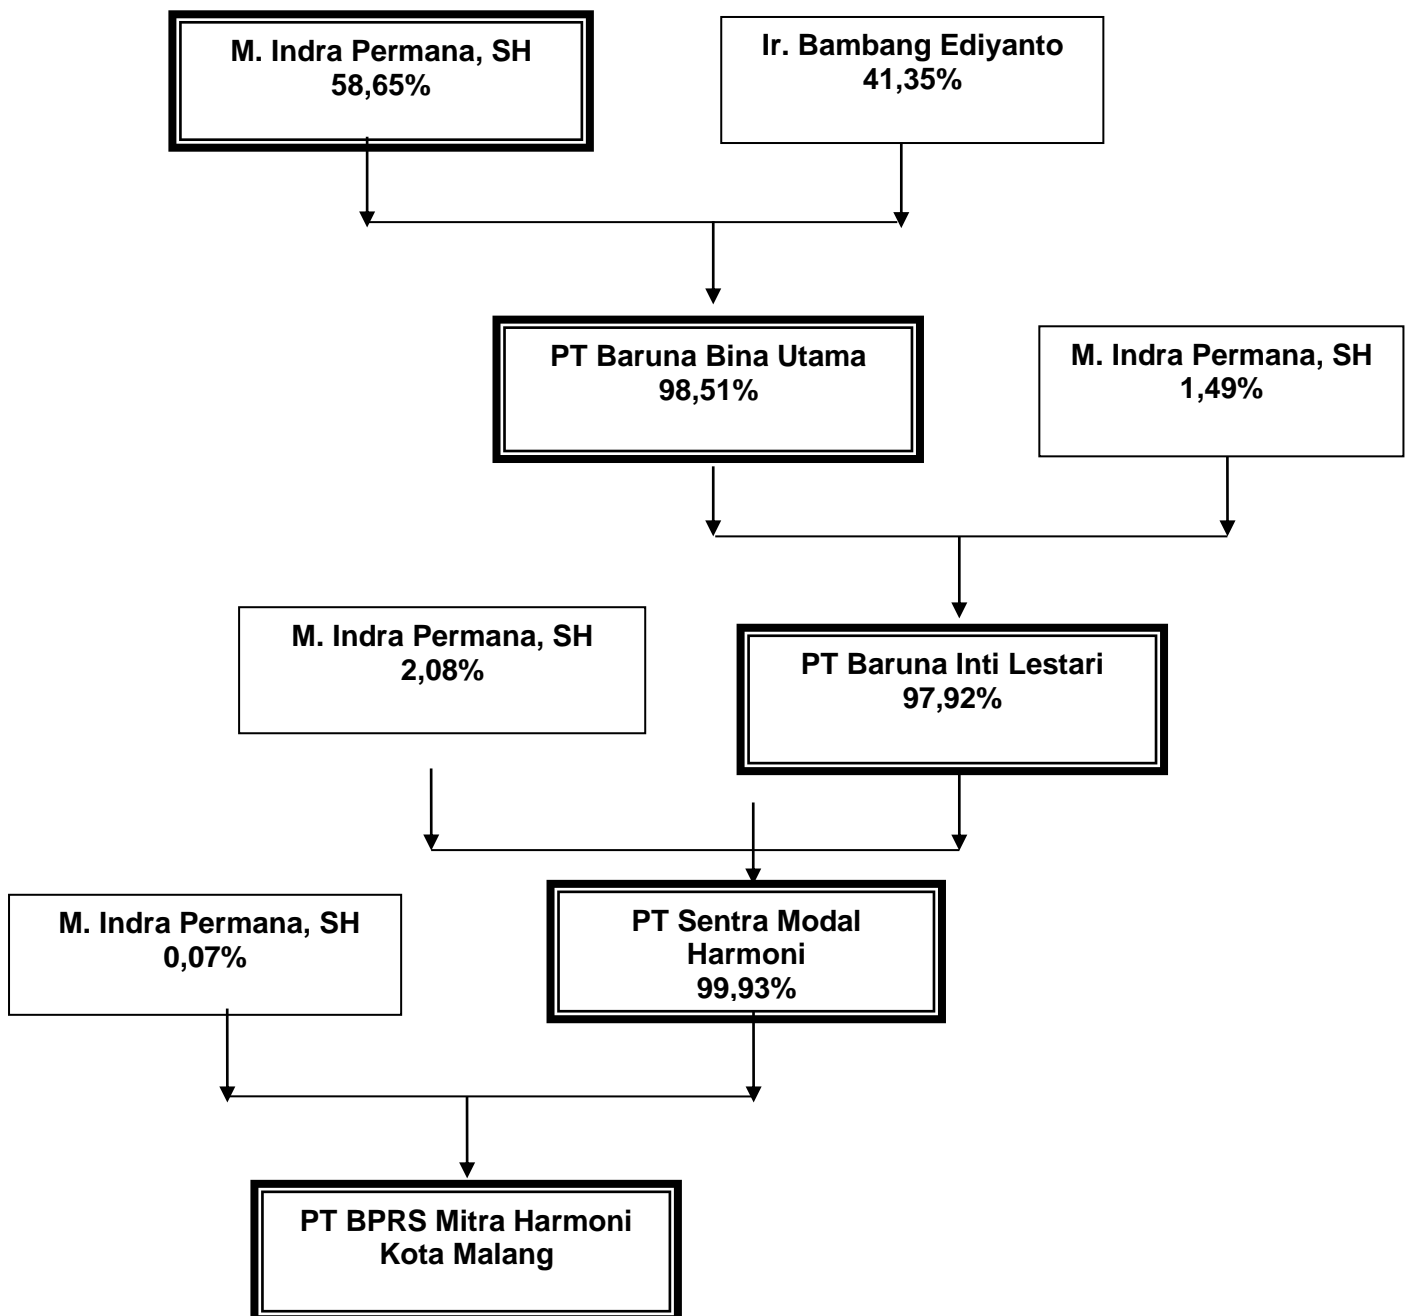 M. Indra Permana, SH
58,65%
Ir. Bambang Ediyanto
41,35%
PT Baruna Bina Utama
98,51%
M. Indra Permana, SH
1,49%
M. Indra Permana, SH
2,08%
PT Baruna Inti Lestari
97,92%
M. Indra Permana, SH
0,07%
PT Sentra Modal
Harmoni
99,93%
PT BPRS Mitra Harmoni
Kota Malang